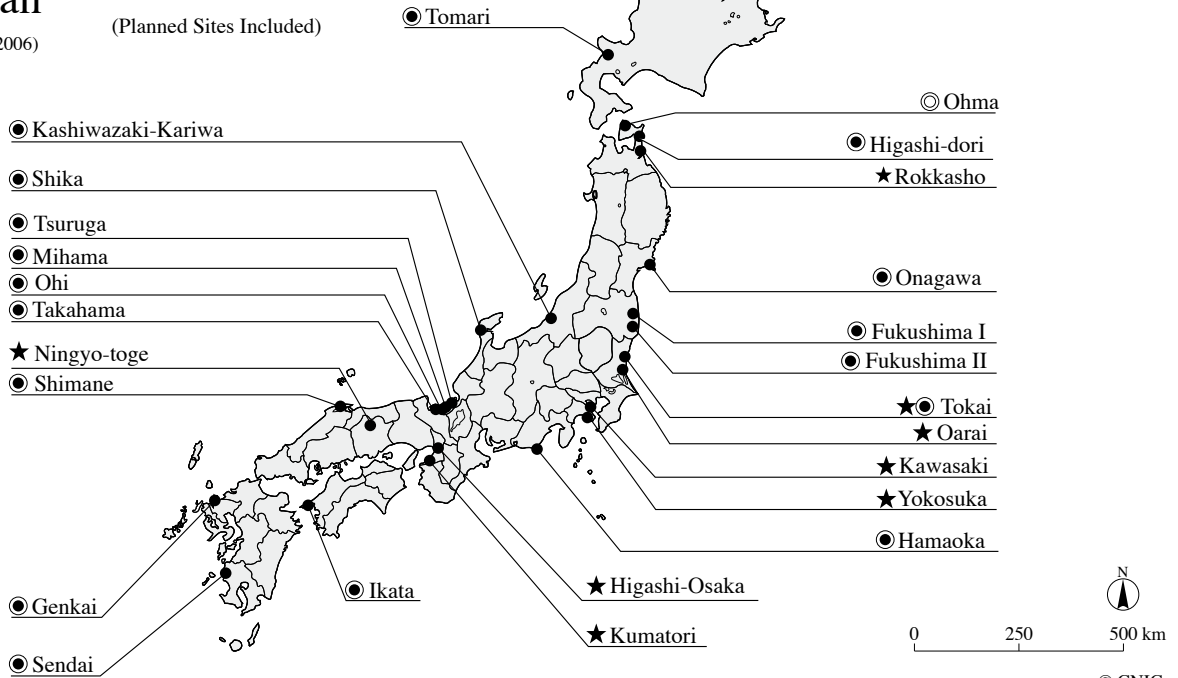 (Planned Sites Included)
2006)
Tomari
Ohma
Kashiwazaki-Kariwa
Higashi-dori
Shika
Rokkasho
Tsuruga
Mihama
Ohi
Onagawa
Takahama
Fukushima I
Ningyo-toge
Fukushima II
Shimane
Tokai
Oarai
Kawasaki
Yokosuka
Hamaoka
N
Higashi-Osaka
Ikata
Genkai
Kumatori
0 250 500 km
Sendai